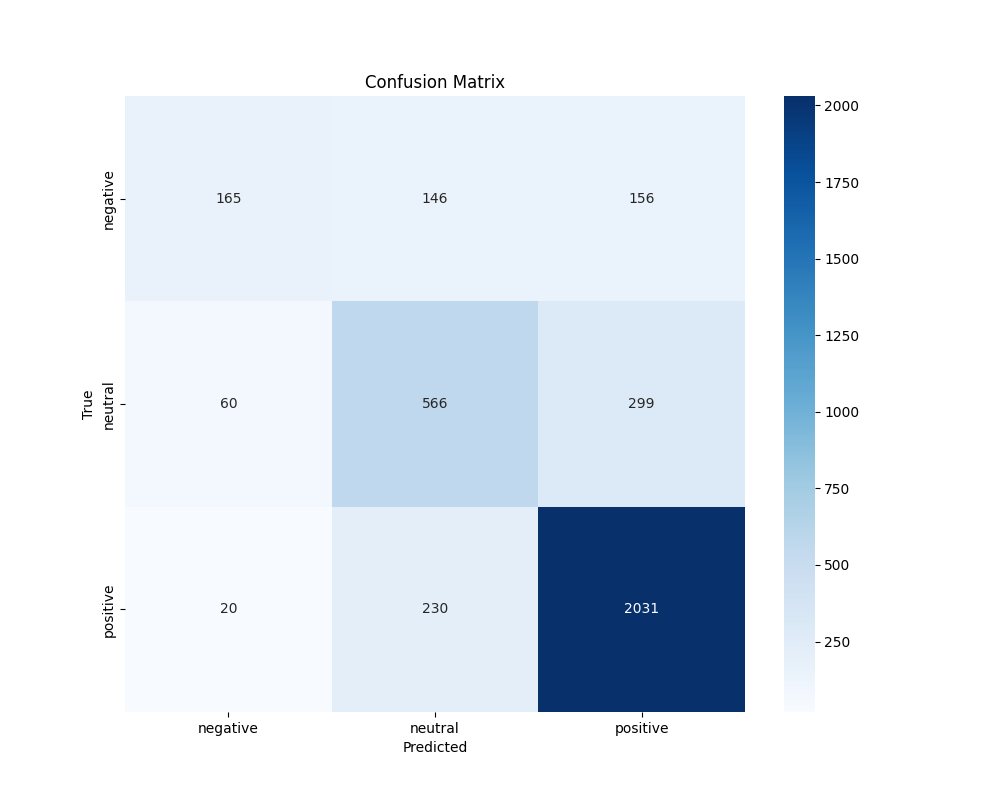 Confusion Matrix
negative
165
146
156
True
neutral
60
566
299
positive
20
230
2031
negative
neutral
positive
Predicted
2000
1750
1500
1250
1000
750
500
250